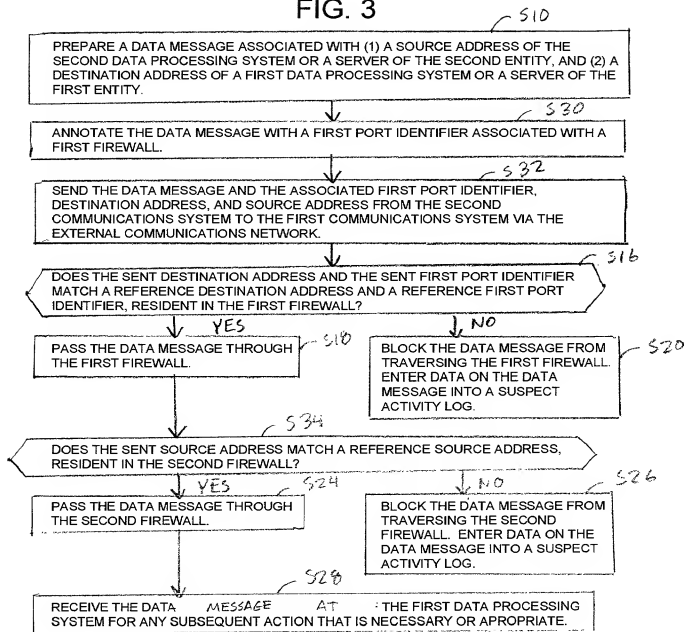 FIG. 3
S10
PREPARE A DATA MESSAGE ASSOCIATED WITH (1) A SOURCE ADDRESS OF THE
SECOND DATA PROCESSING SYSTEM OR A SERVER OF THE SECOND ENTITY, AND (2) A
DESTINATION ADDRESS OF A FIRST DATA PROCESSING SYSTEM OR A SERVER OF THE
FIRST ENTITY.
S30
ANNOTATE THE DATA MESSAGE WITH A FIRST PORT IDENTIFIER ASSOCIATED WITH A
FIRST FIREWALL.
S32
SEND THE DATA MESSAGE AND THE ASSOCIATED FIRST PORT IDENTIFIER,
DESTINATION ADDRESS, AND SOURCE ADDRESS FROM THE SECOND
COMMUNICATIONS SYSTEM TO THE FIRST COMMUNICATIONS SYSTEM VIA THE
EXTERNAL COMMUNICATIONS NETWORK.
S16
DOES THE SENT DESTINATION ADDRESS AND THE SENT FIRST PORT IDENTIFIER
MATCH A REFERENCE DESTINATION ADDRESS AND A REFERENCE FIRST PORT
IDENTIFIER, RESIDENT IN THE FIRST FIREWALL?
YES
NO
S18
PASS THE DATA MESSAGE THROUGH
THE FIRST FIREWALL.
S20
BLOCK THE DATA MESSAGE FROM
TRAVERSING THE FIRST FIREWALL.
ENTER DATA ON THE DATA
MESSAGE INTO A SUSPECT
ACTIVITY LOG.
S34
DOES THE SENT SOURCE ADDRESS MATCH A REFERENCE SOURCE ADDRESS,
RESIDENT IN THE SECOND FIREWALL?
YES
S24
NO
S26
PASS THE DATA MESSAGE THROUGH
THE SECOND FIREWALL.
BLOCK THE DATA MESSAGE FROM
TRAVERSING THE SECOND
FIREWALL. ENTER DATA ON THE
DATA MESSAGE INTO A SUSPECT
ACTIVITY LOG.
S28
RECEIVE THE DATA MESSAGE AT THE FIRST DATA PROCESSING
SYSTEM FOR ANY SUBSEQUENT ACTION THAT IS NECESSARY OR APROPRIATE.